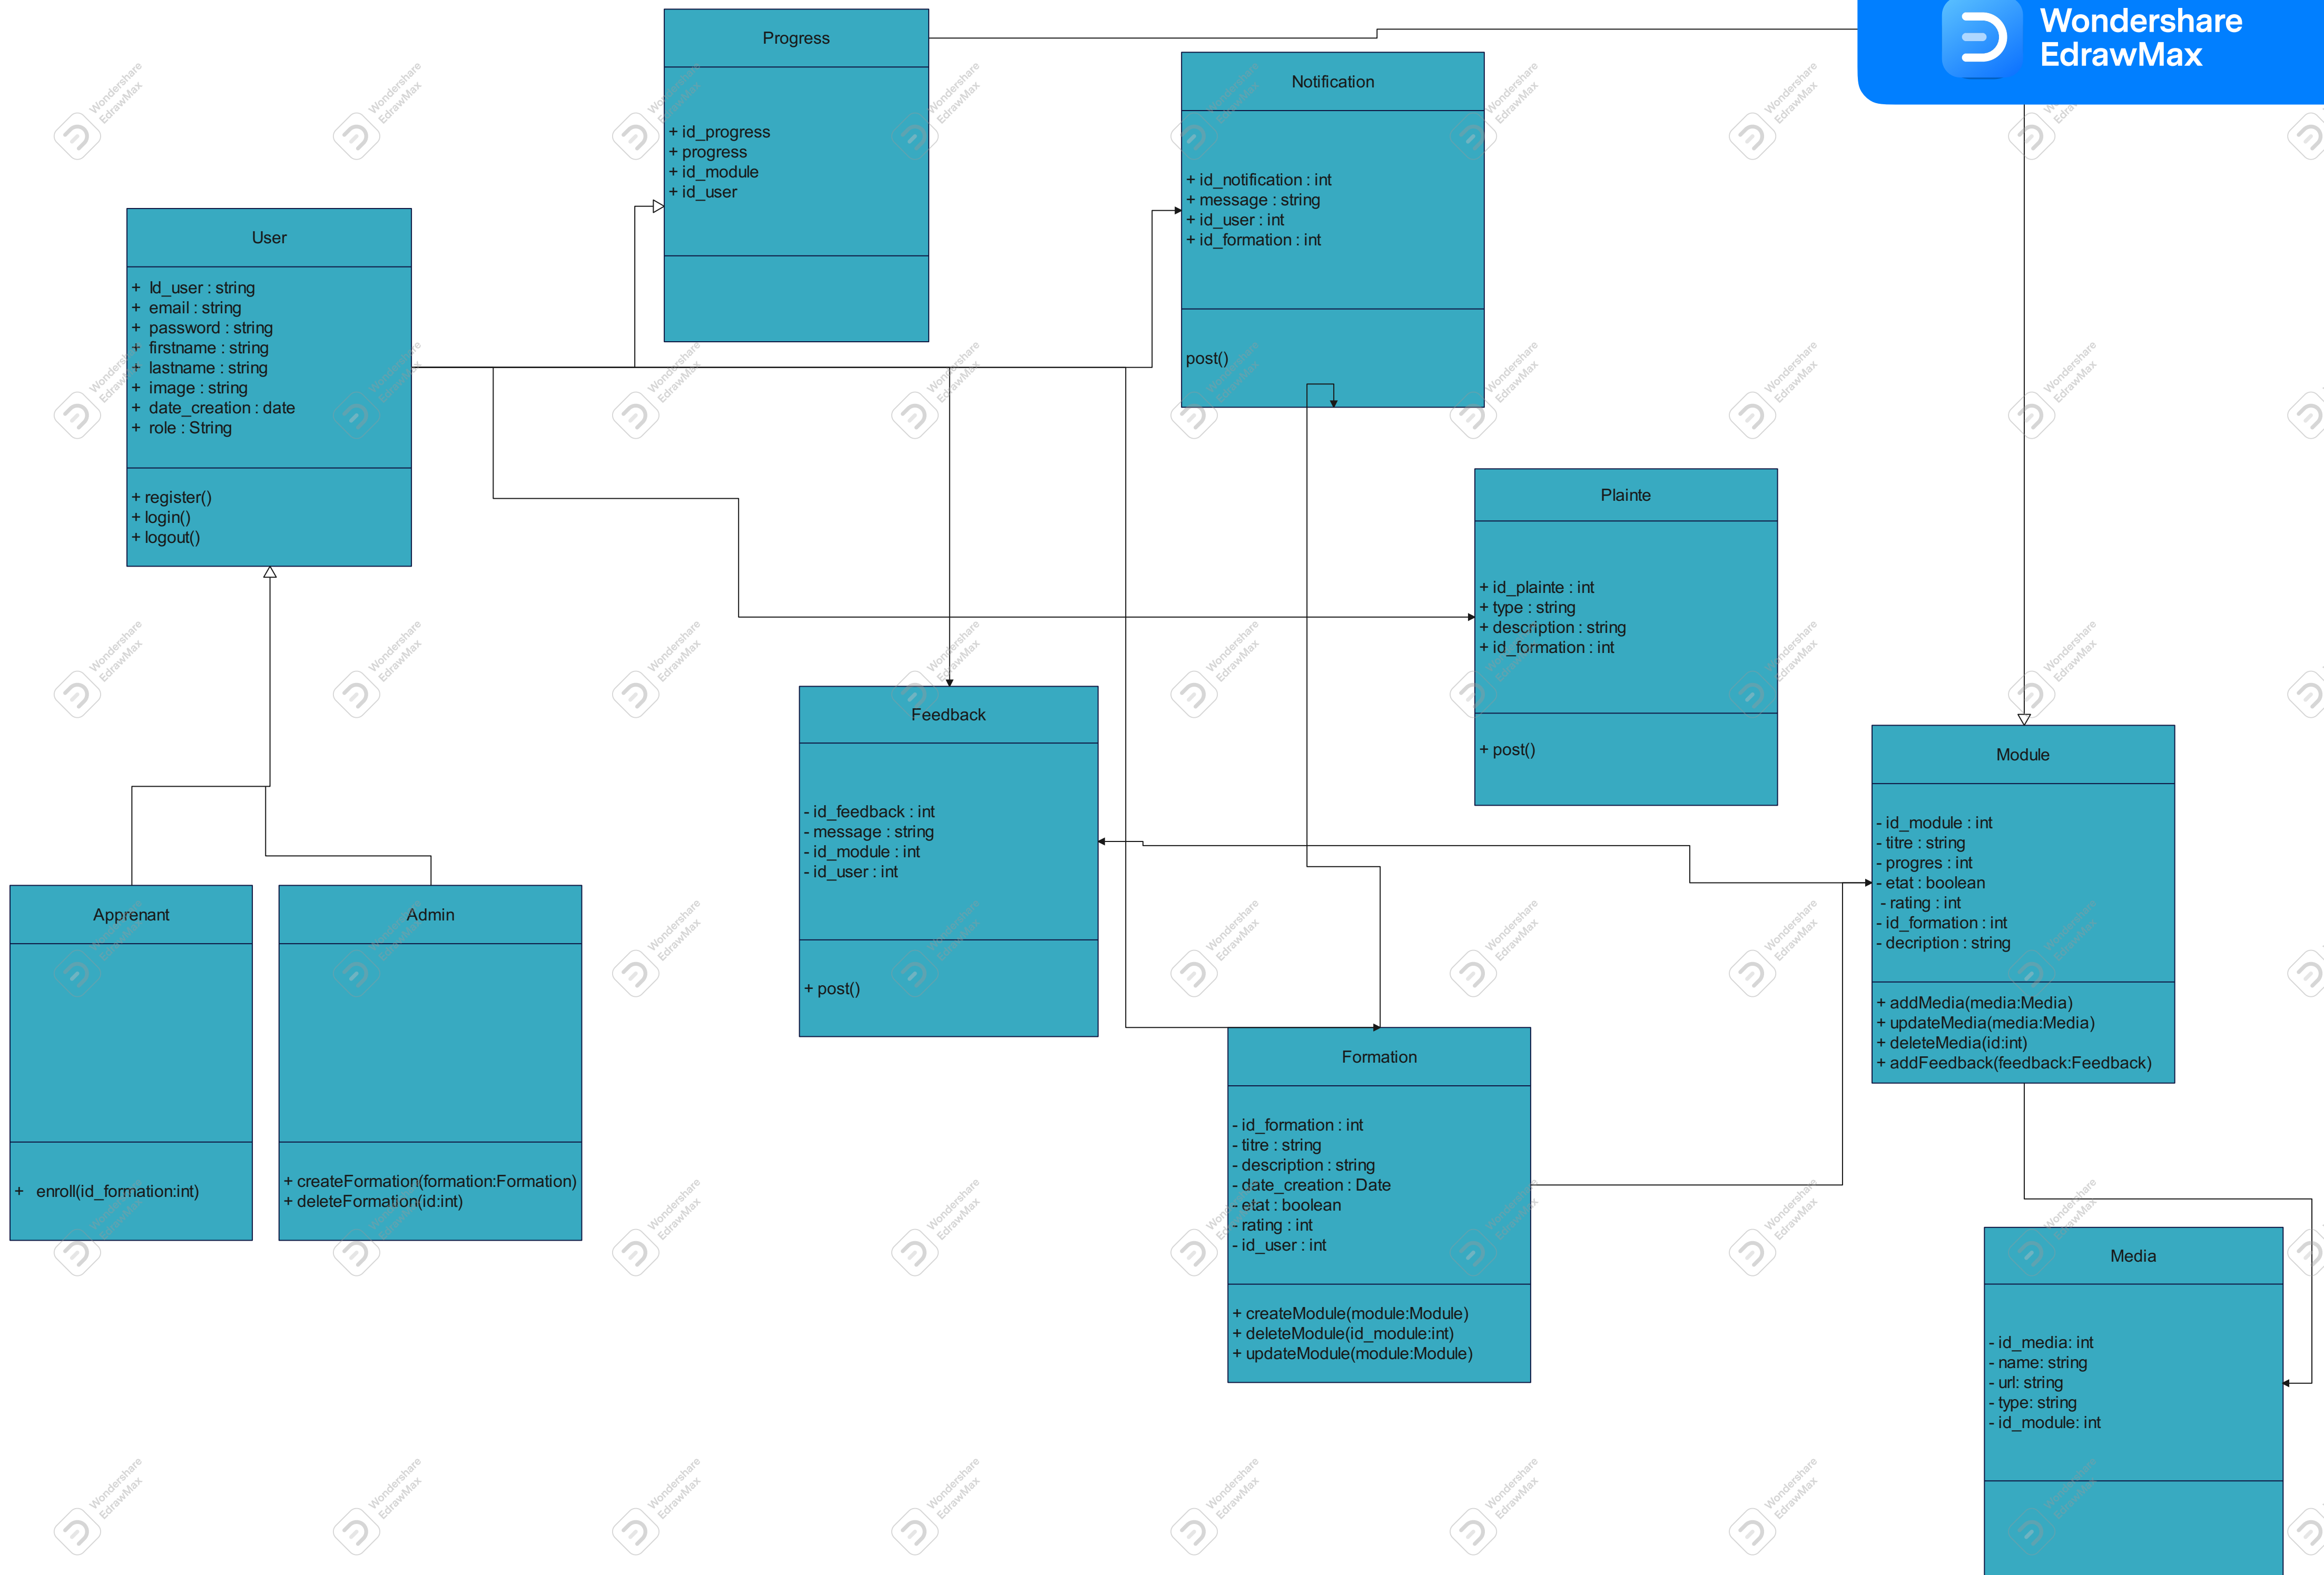 Wondershare
EdrawMax
Progress
+ id_progress
+ progress
+ id_module
+ id_user
Notification
+ id_notification : int
+ message : string
+ id_user : int
+ id_formation : int
post()
User
+ Id_user : string
+ email : string
+ password : string
+ firstname : string
+ lastname : string
+ image : string
+ date_creation : date
+ role : String
+ register()
+ login()
+ logout()
Plainte
+ id_plainte : int
+ type : string
+ description : string
+ id_formation : int
+ post()
Feedback
- id_feedback : int
- message : string
- id_module : int
- id_user : int
+ post()
Module
- id_module : int
- titre : string
- progres : int
- etat : boolean
- rating : int
- id_formation : int
- decription : string
+ addMedia(media:Media)
+ updateMedia(media:Media)
+ deleteMedia(id:int)
+ addFeedback(feedback:Feedback)
Apprenant
+ enroll(id_formation:int)
Admin
+ createFormation(formation:Formation)
+ deleteFormation(id:int)
Formation
- id_formation : int
- titre : string
- description : string
- date_creation : Date
- etat : boolean
- rating : int
- id_user : int
+ createModule(module:Module)
+ deleteModule(id_module:int)
+ updateModule(module:Module)
Media
- id_media: int
- name: string
- url: string
- type: string
- id_module: int